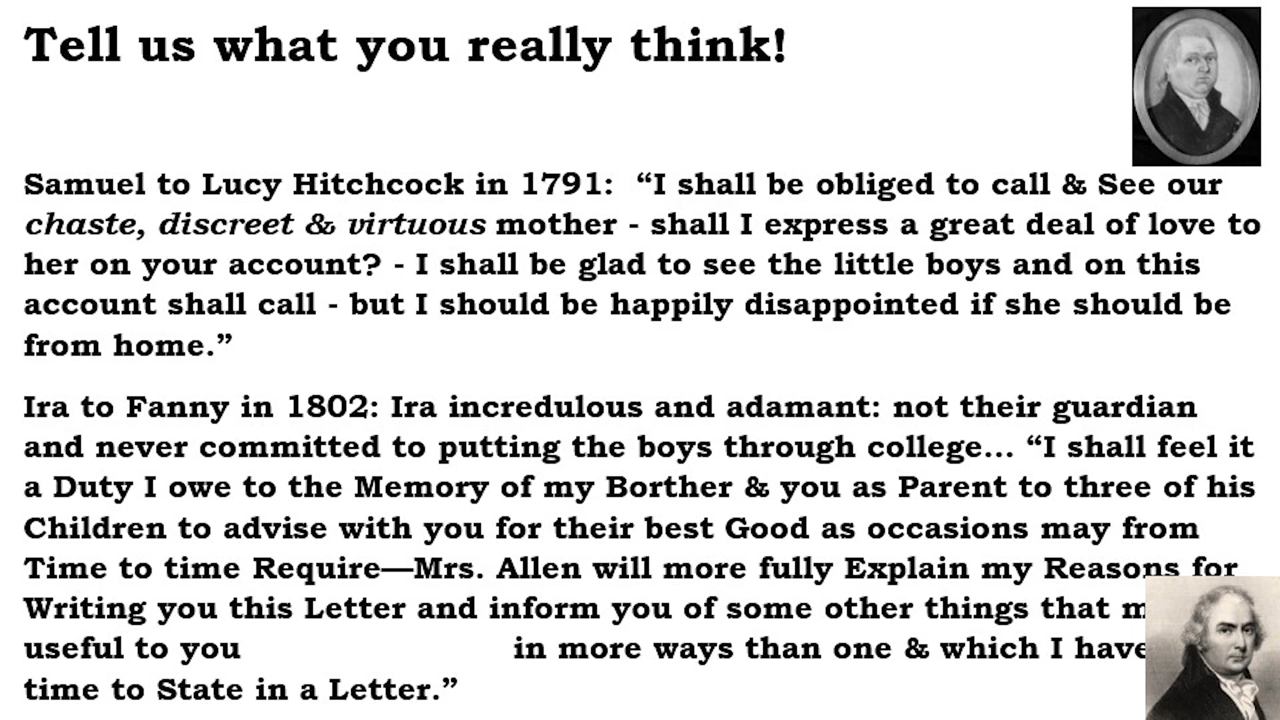 Tell us what you really think!
Samuel to Lucy Hitchcock in 1791:  “I shall be obliged to call & See our
chaste, discreet & virtuous mother - shall I express a great deal of love to
her on your account? - I shall be glad to see the little boys and on this
account shall call - but I should be happily disappointed if she should be
from home.”
Ira to Fanny in 1802: Ira incredulous and adamant: not their guardian
and never committed to putting the boys through college… “I shall feel it
a Duty I owe to the Memory of my Borther & you as Parent to three of his
Children to advise with you for their best Good as occasions may from
Time to time Require—Mrs. Allen will more fully Explain my Reasons for
Writing you this Letter and inform you of some other things that
useful to you in more ways than one & which I have
time to State in a Letter.”